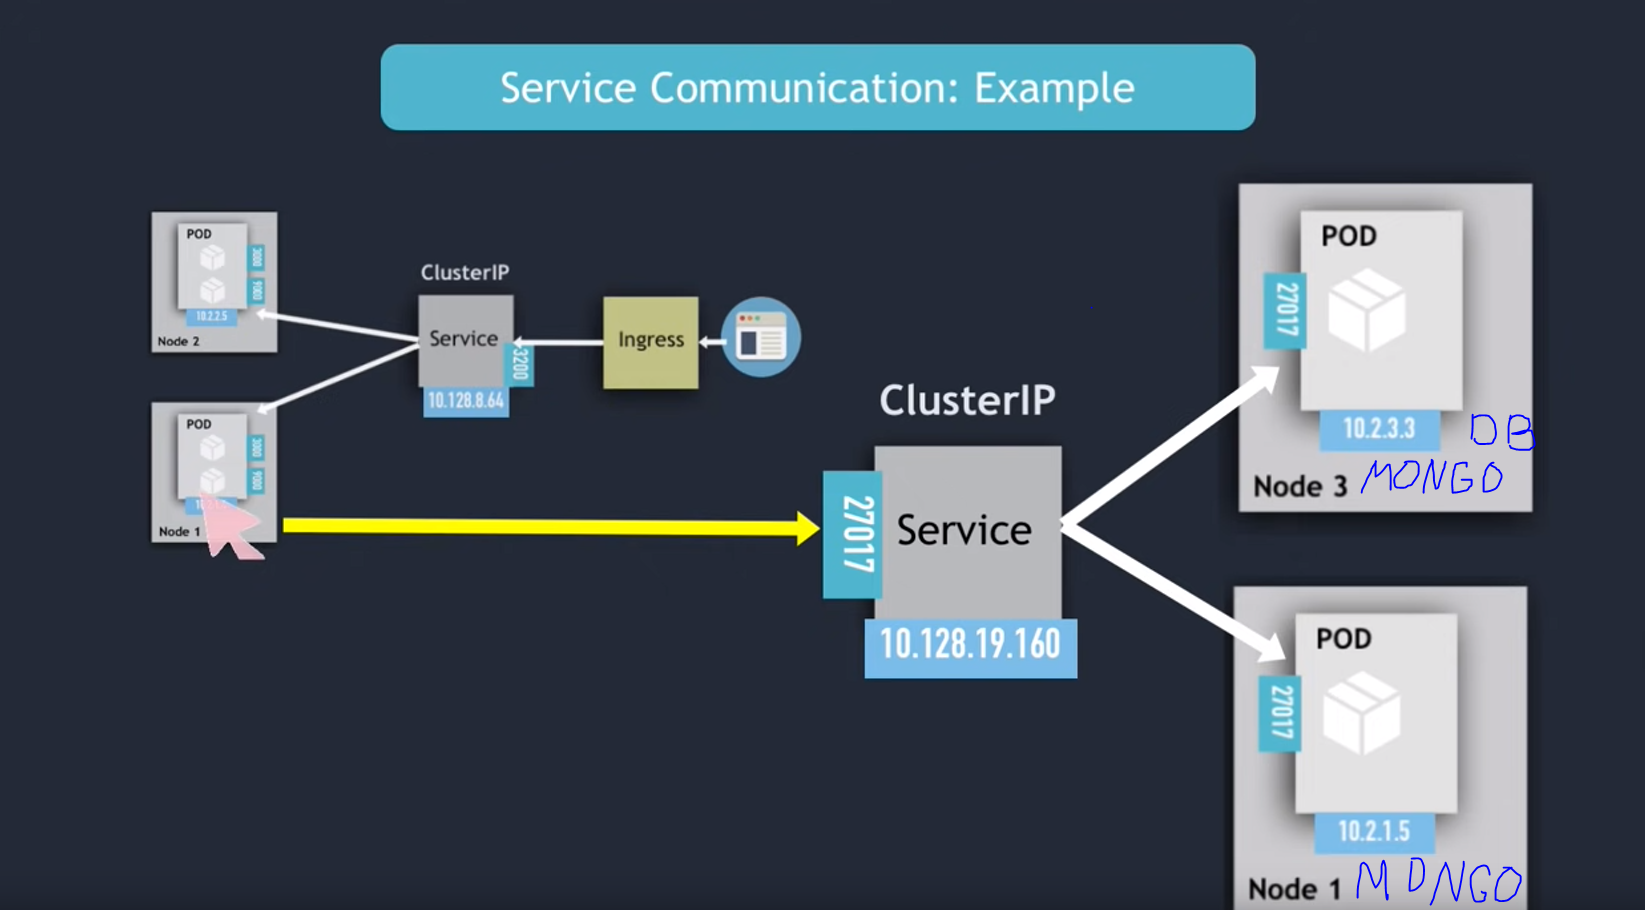 Service Communication: Example
POD
3000
9000
10.2.2.5
Node 2
ClusterIP
Service
3200
10.128.8.64
Ingress
POD
3000
9000
Node 1
ClusterIP
27017
Service
10.128.19.160
POD
27017
10.2.3.3
DB
Node 3 MONGO
POD
27017
10.2.1.5
Node 1 MONGO